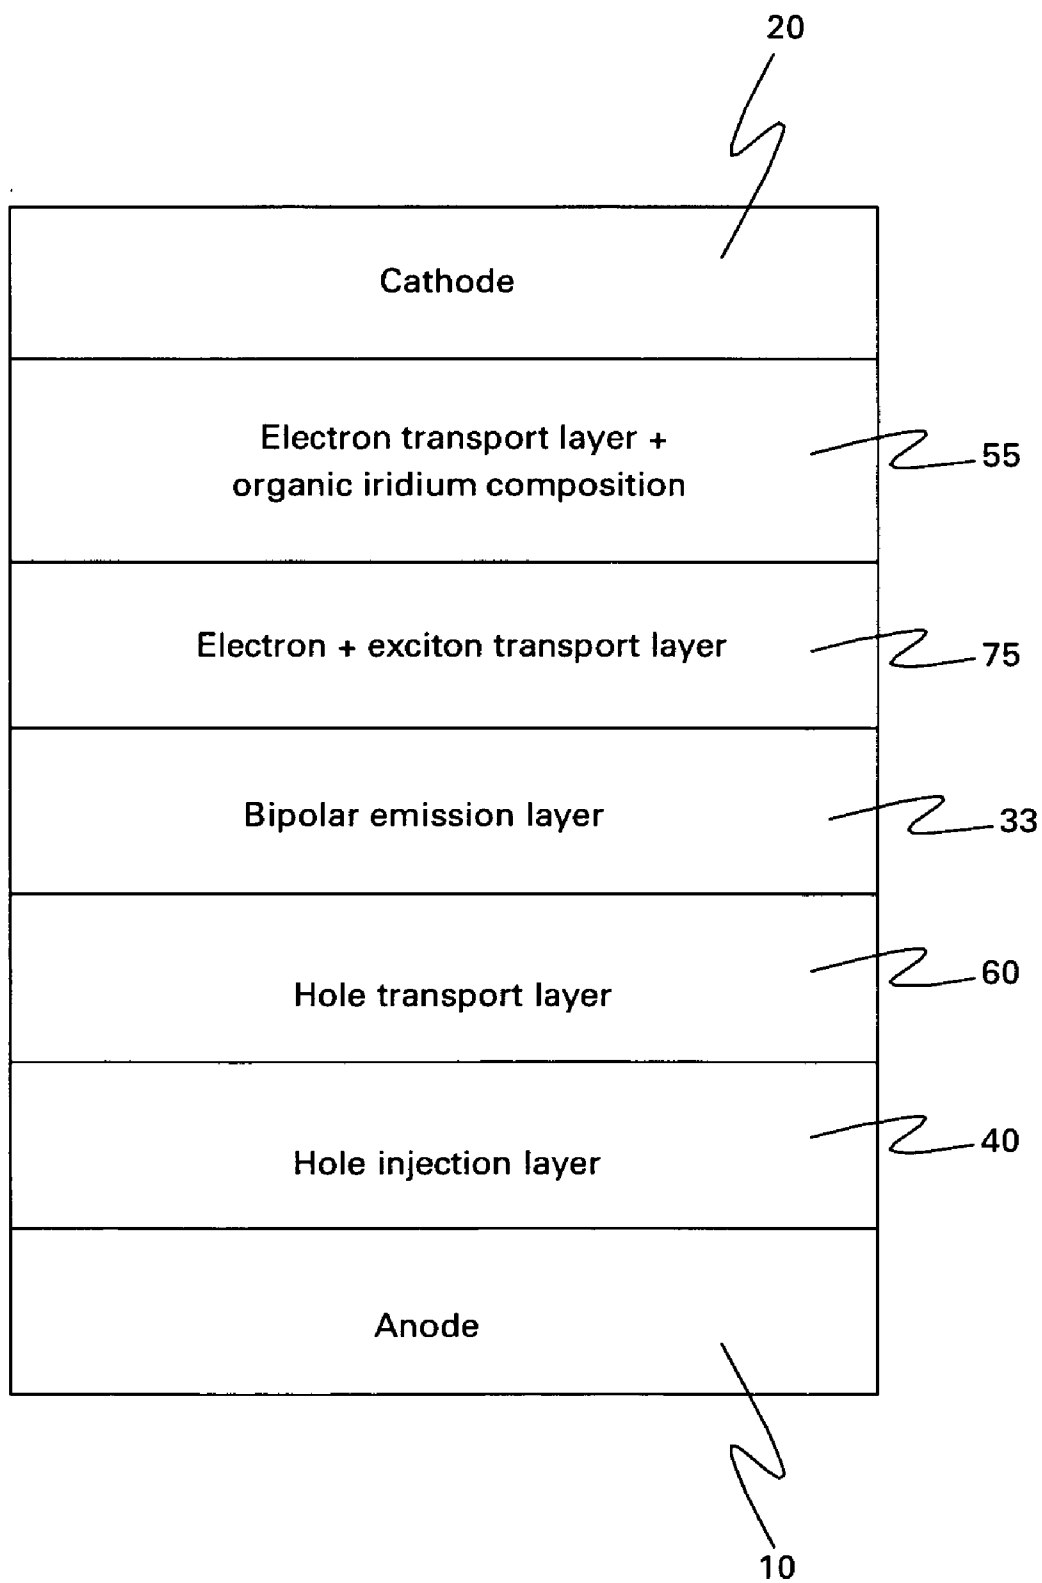 20
Cathode
Electron transport layer +
organic iridium composition
55
Electron + exciton transport layer
75
Bipolar emission layer
33
Hole transport layer
60
Hole injection layer
40
Anode
10